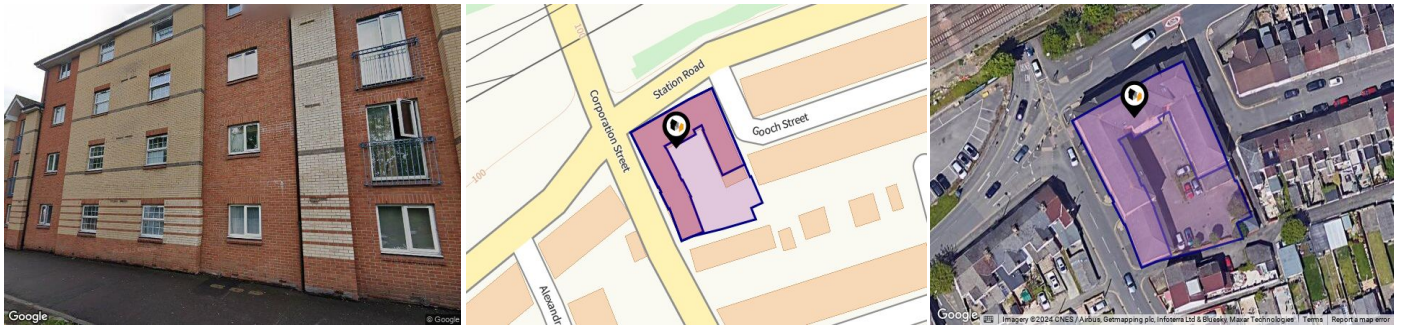 Google
© Google
100
Station Road
Corporation Street
Gooch Street
100
Alexandr
Google
Imagery ©2024 CNES / Airbus, Getmapping plc, Infoterra Ltd & Bluesky, Maxar Technologies
Terms
Report a map error